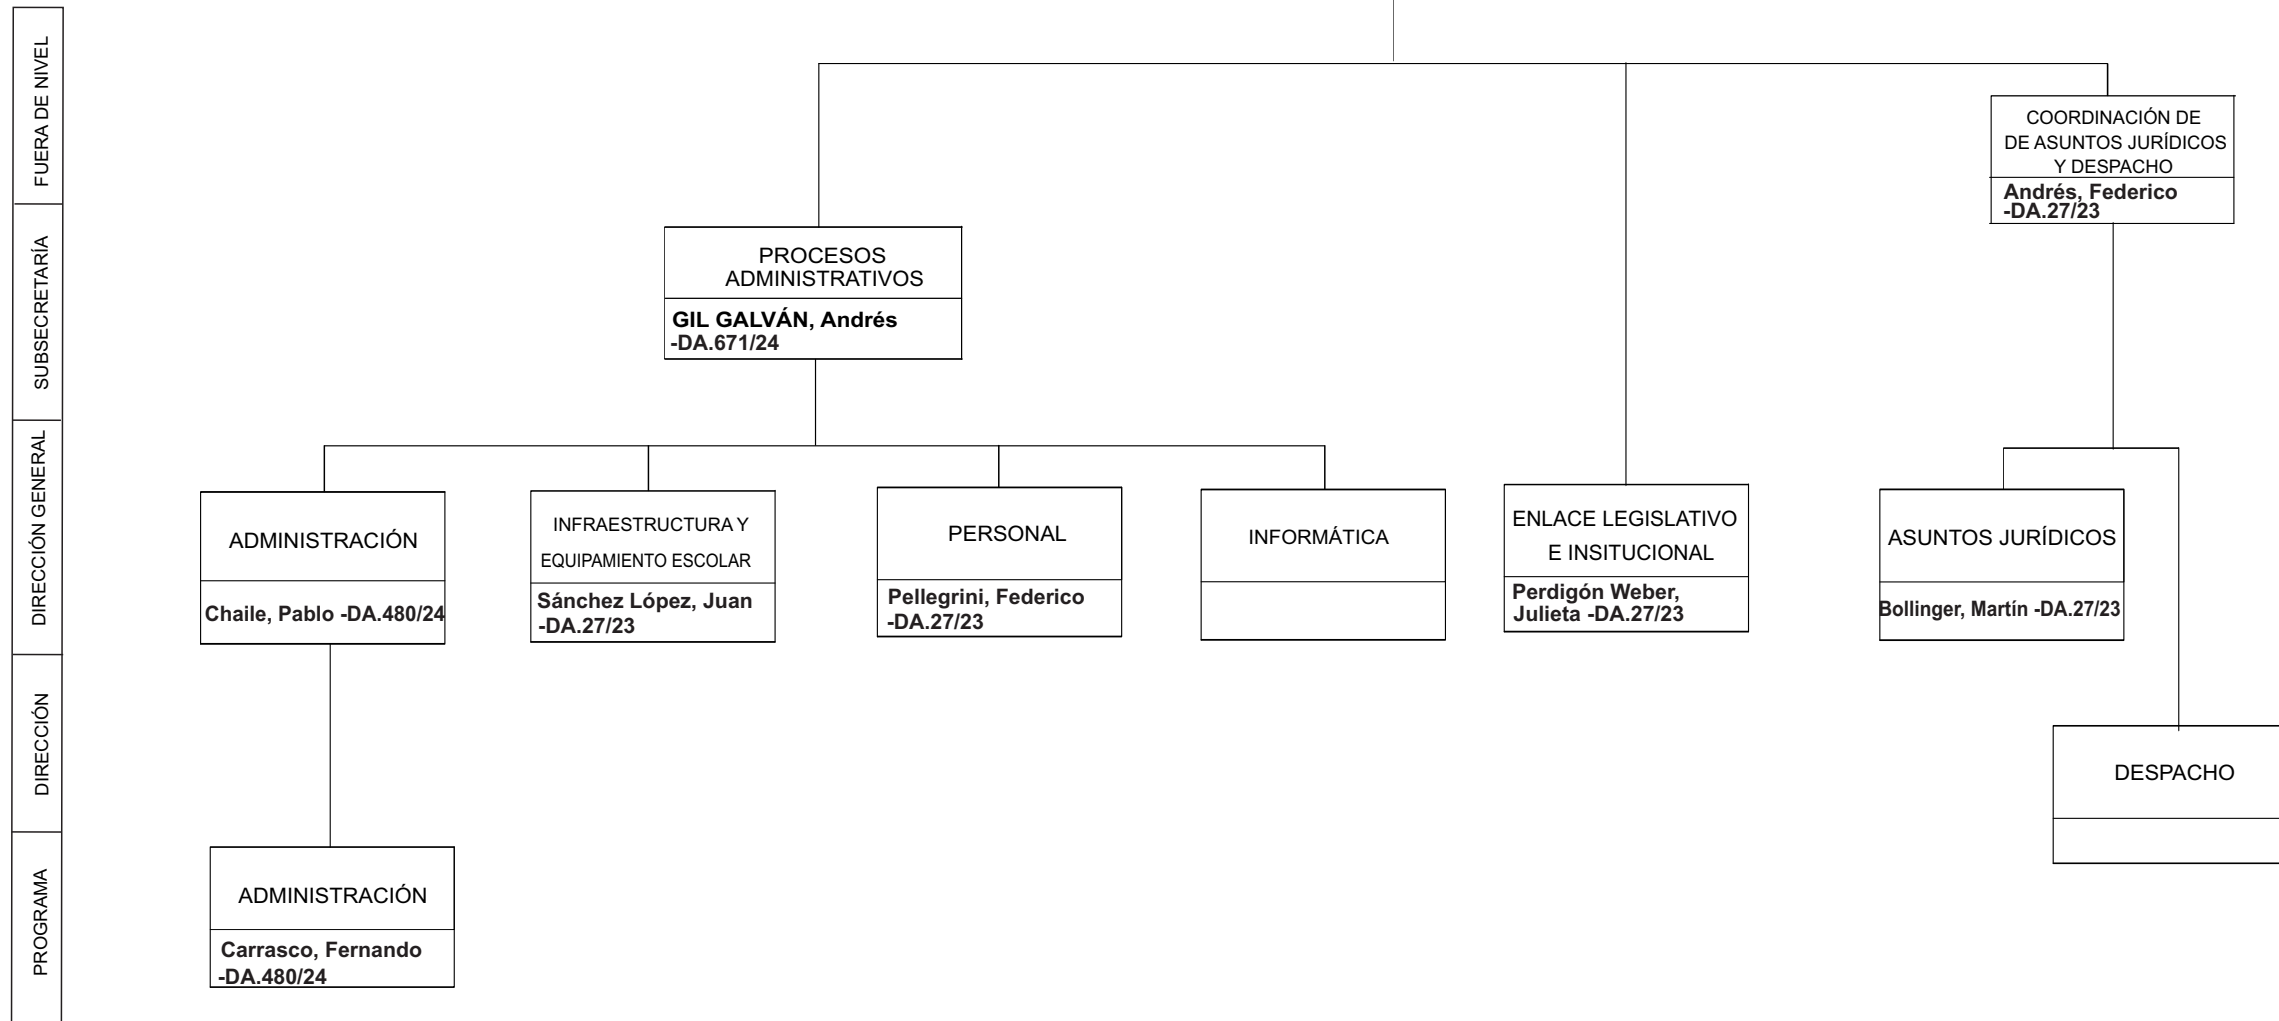 FUERA DE NIVEL
SUBSECRETARÍA
DIRECCIÓN GENERAL
DIRECCIÓN
PROGRAMA
COORDINACIÓN DE
DE ASUNTOS JURÍDICOS
Y DESPACHO
Andrés, Federico
-DA.27/23
PROCESOS
ADMINISTRATIVOS
GIL GALVÁN, Andrés
-DA.671/24
ADMINISTRACIÓN
Chaile, Pablo -DA.480/24
INFRAESTRUCTURA Y
EQUIPAMIENTO ESCOLAR
Sánchez López, Juan
-DA.27/23
PERSONAL
Pellegrini, Federico
-DA.27/23
INFORMÁTICA
ENLACE LEGISLATIVO
E INSITUCIONAL
Perdigón Weber,
Julieta -DA.27/23
ASUNTOS JURÍDICOS
Bollinger, Martín -DA.27/23
DESPACHO
ADMINISTRACIÓN
Carrasco, Fernando
-DA.480/24